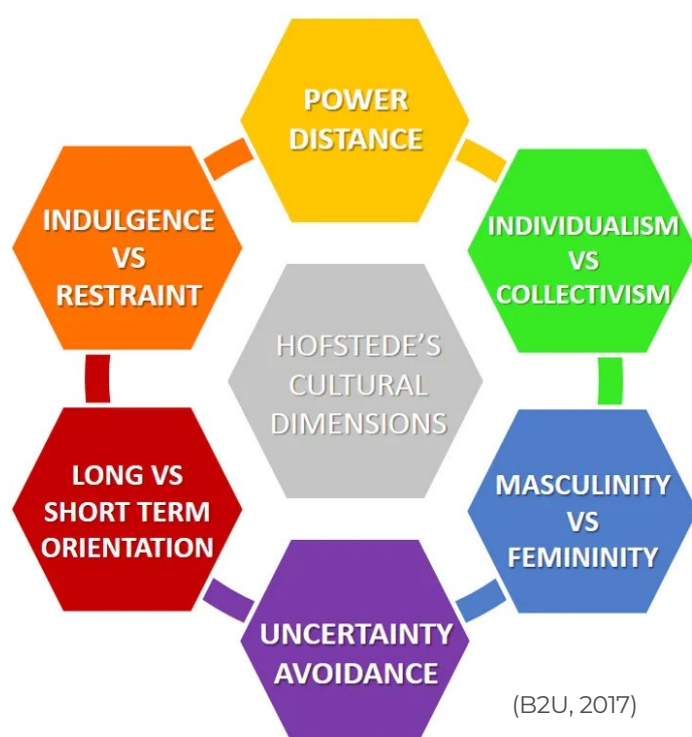 POWER
DISTANCE
INDIVIDUALISM
VS
COLLECTIVISM
MASCULINITY
VS
FEMININITY
UNCERTAINTY
AVOIDANCE
LONG VS
SHORT TERM
ORIENTATION
INDULGENCE
VS
RESTRAINT
HOFSTEDE'S
CULTURAL
DIMENSIONS
(B2U, 2017)